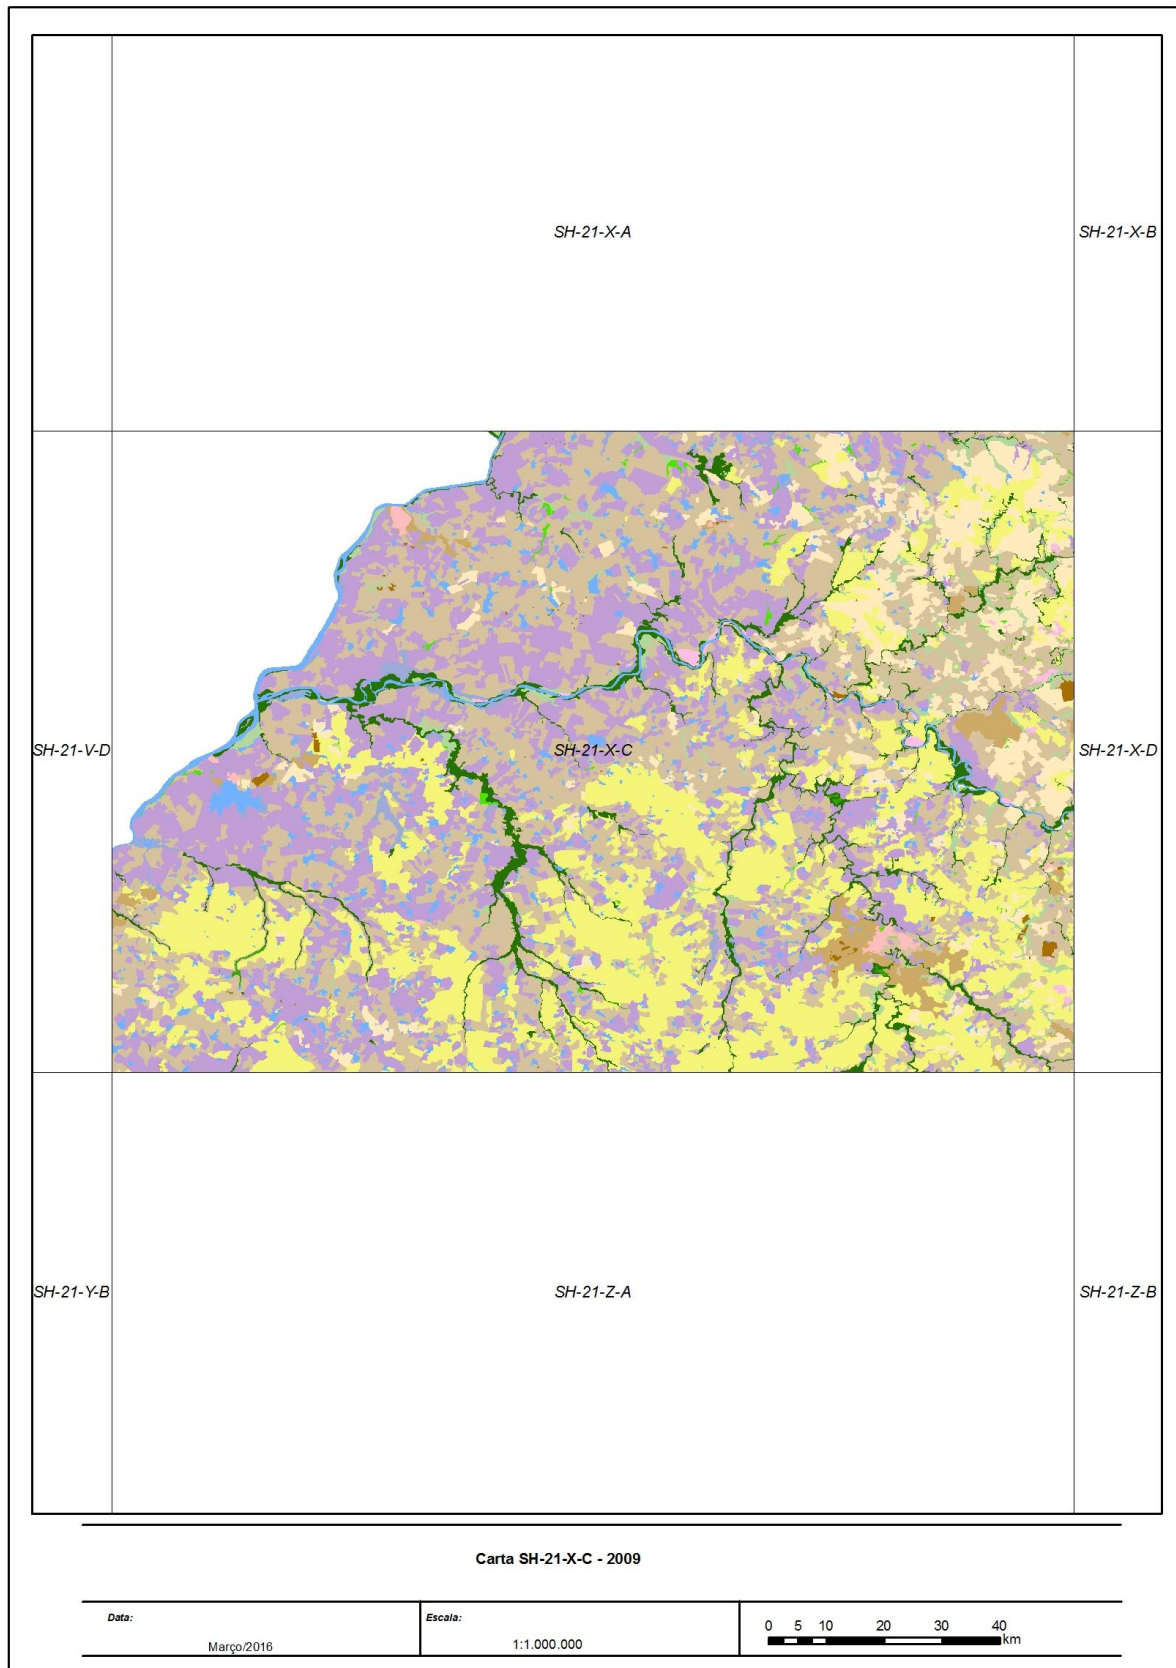 SH-21-X-A
SH-21-X-B
SH-21-V-D
SH-21-X-C
SH-21-X-D
SH-21-Y-B
SH-21-Z-A
SH-21-Z-B
Carta SH-21-X-C - 2009
Data:
Março/2016
Escala:
1:1.000.000
0 5 10 20 30 40
km